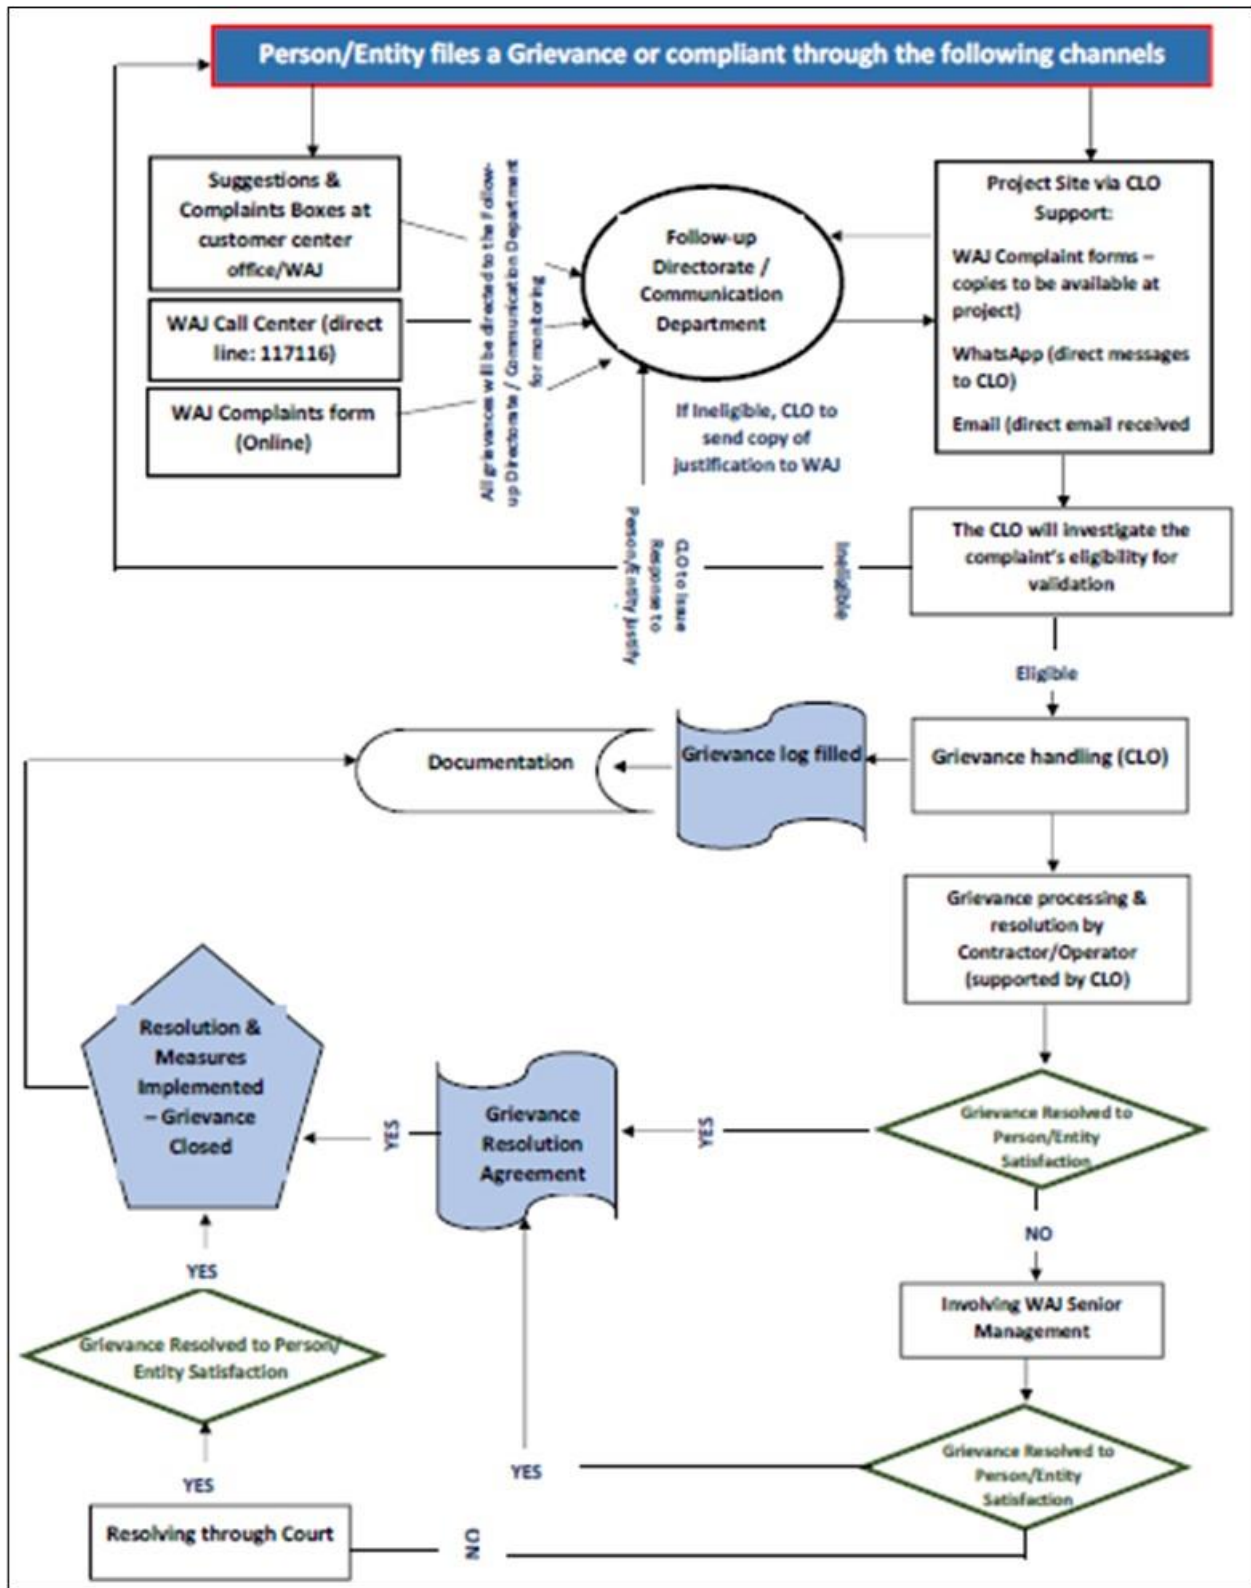 Person/Entity files a Grievance or compliant through the following channels
Suggestions &
Complaints Boxes at
customer center
office/WAJ
WAJ Call Center (direct
line: 117116)
WAJ Complaints form
(Online)
All grievances will be directed to the Follow-
up Directorate / Communication Department
for monitoring
Follow-up
Directorate /
Communication
Department
Project Site via CLO
Support:
WAJ Complaint forms –
copies to be available at
project)
WhatsApp (direct messages
to CLO)
Email (direct email received
If Ineligible, CLO to
send copy of
justification to WAJ
The CLO will investigate the
complaint's eligibility for
validation
Ineligible
CLO to Issue
Response to
Person/Entity justify
Eligible
Grievance handling (CLO)
Grievance log filled
Documentation
Grievance processing &
resolution by
Contractor/Operator
(supported by CLO)
Grievance Resolved to
Person/Entity
Satisfaction
YES
Grievance
Resolution
Agreement
YES
Resolution &
Measures
Implemented
– Grievance
Closed
NO
Involving WAJ Senior
Management
Grievance Resolved to
Person/Entity
Satisfaction
YES
NO
Resolving through Court
YES
Grievance Resolved to Person/
Entity Satisfaction
YES